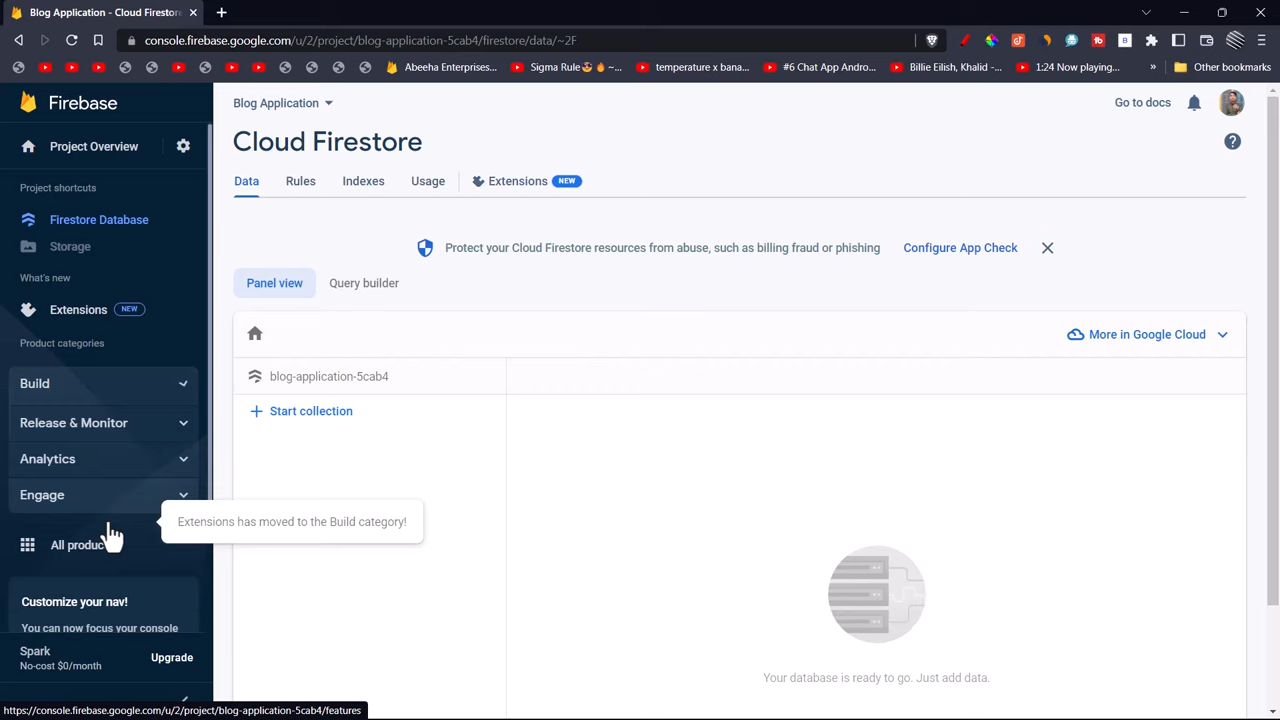 Blog Application - Cloud Firestore
console.firebase.google.com/u/2/project/blog-application-5cab4/firestore/data/~2F
Abeeha Enterprise...
Sigma Rule😎🔥 ~...
temperature x bana...
#6 Chat App Andro...
Billie Eilish, Khalid -...
1:24 Now playing...
»
Other bookmarks
Firebase
Blog Application
Go to docs
Cloud Firestore
Project Overview
Data
Rules
Indexes
Usage
Extensions NEW
Project shortcuts
Firestore Database
Storage
Protect your Cloud Firestore resources from abuse, such as billing fraud or phishing
Configure App Check
What's new
Extensions NEW
Panel view
Query builder
Product categories
More in Google Cloud
Build
blog-application-5cab4
Start collection
Release & Monitor
Analytics
Engage
Extensions has moved to the Build category!
All produc
Customize your nav!
You can now focus your console
Spark
No-cost $0/month
Upgrade
Your database is ready to go. Just add data.
https://console.firebase.google.com/u/2/project/blog-application-5cab4/features